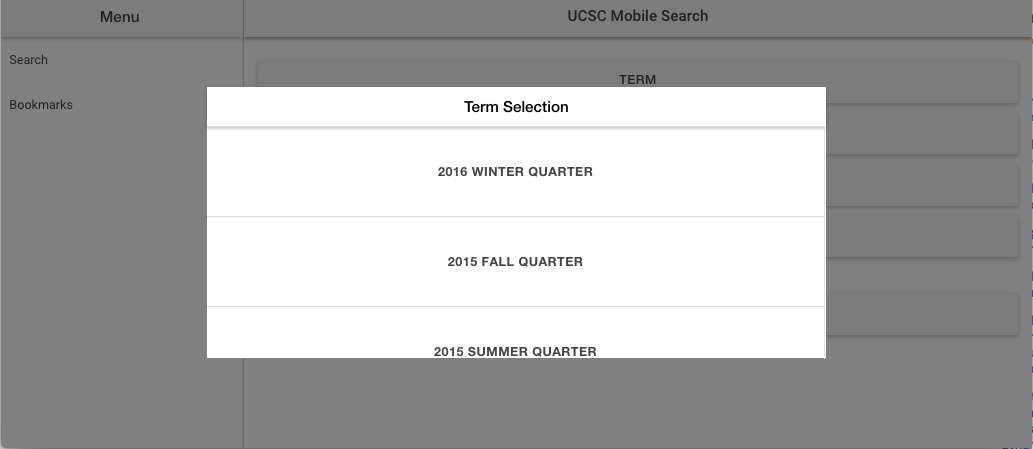 Menu
UCSC Mobile Search
Search
Bookmarks
TERM
Term Selection
2016 WINTER QUARTER
2015 FALL QUARTER
2015 SUMMER QUARTER